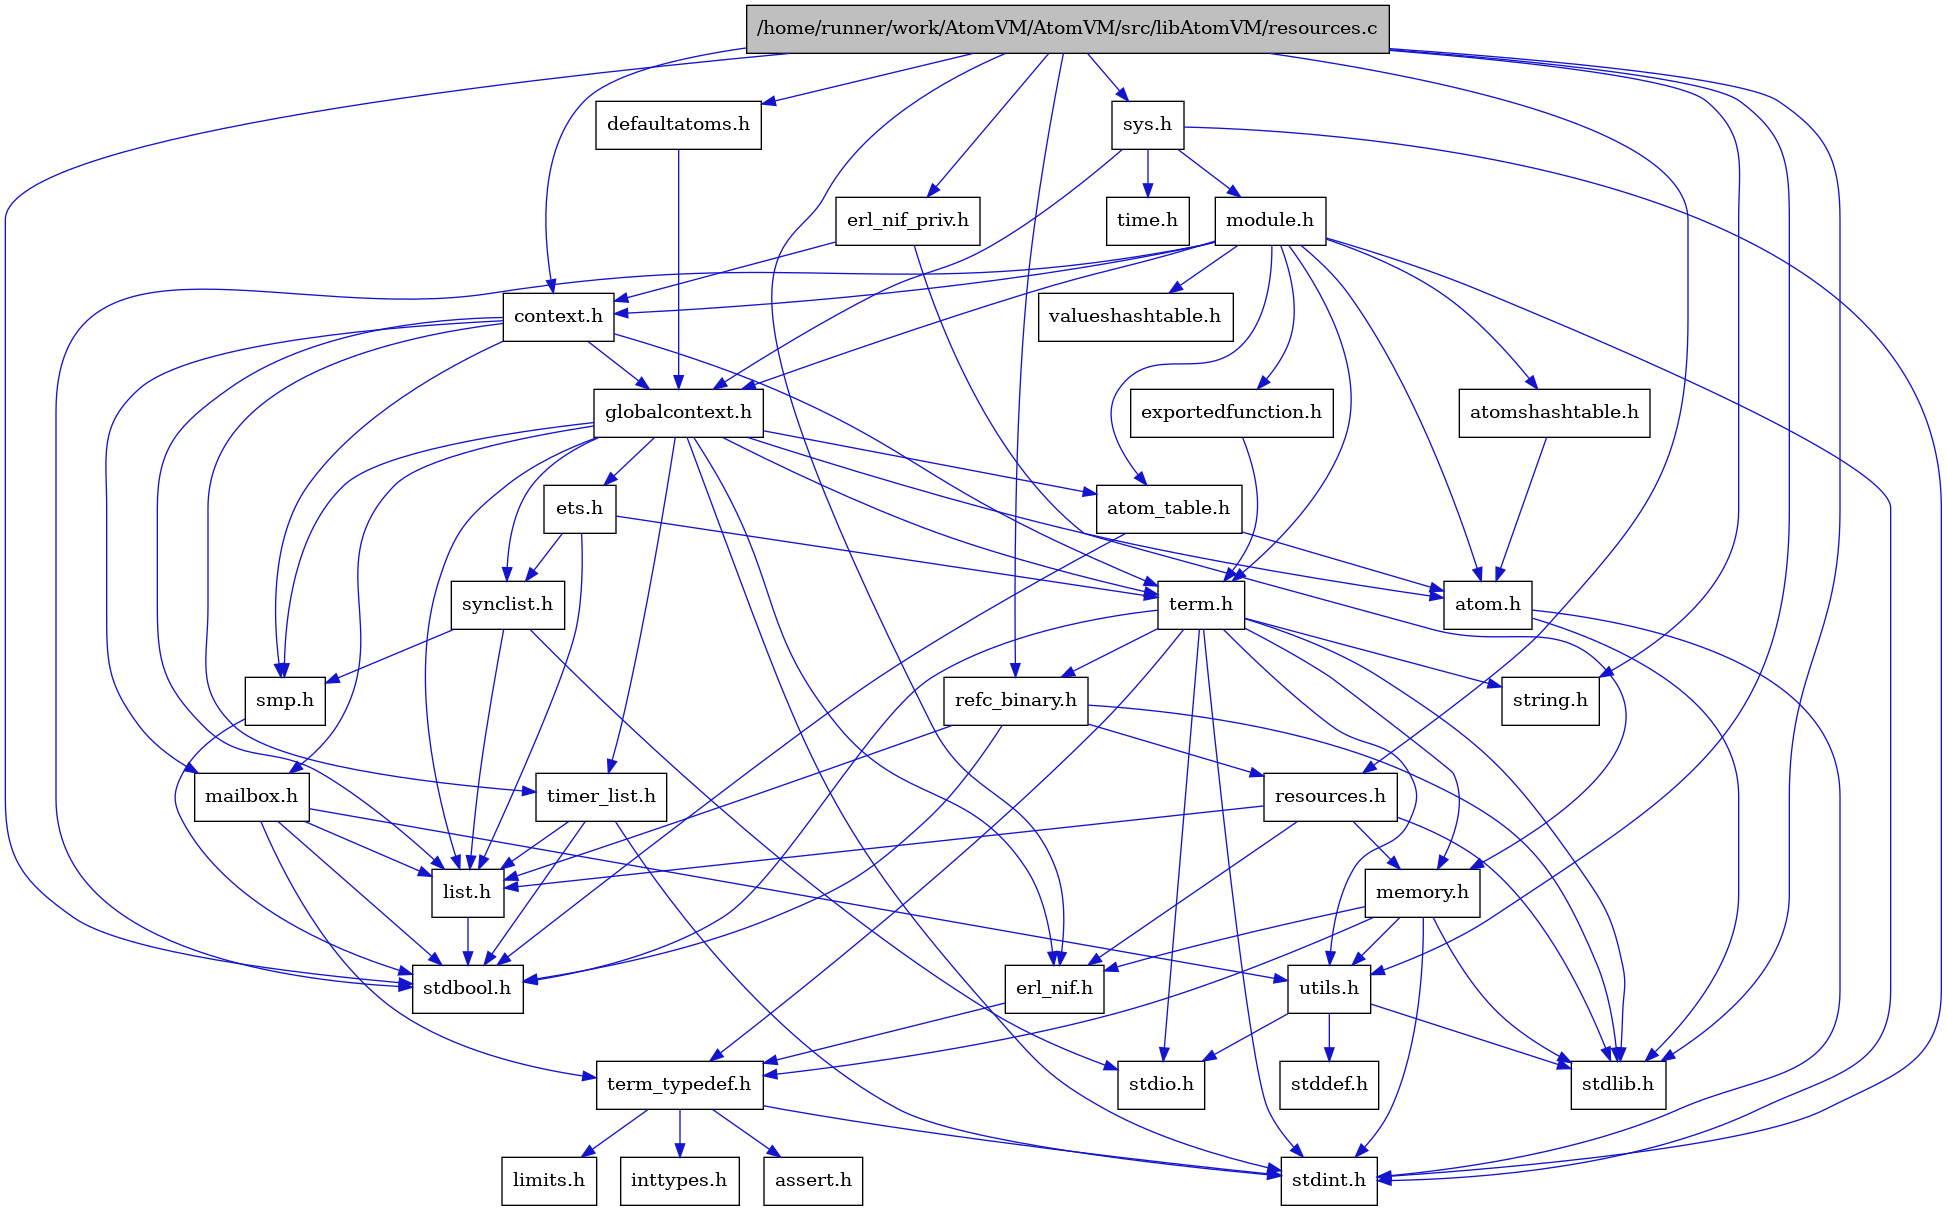 /home/runner/work/AtomVM/AtomVM/src/libAtomVM/resources.c
defaultatoms.h
sys.h
erl_nif_priv.h
time.h
module.h
context.h
valueshashtable.h
globalcontext.h
exportedfunction.h
atomshashtable.h
ets.h
atom_table.h
synclist.h
term.h
atom.h
smp.h
refc_binary.h
string.h
mailbox.h
timer_list.h
resources.h
list.h
memory.h
stdbool.h
erl_nif.h
utils.h
term_typedef.h
stdio.h
stddef.h
stdlib.h
limits.h
inttypes.h
assert.h
stdint.h